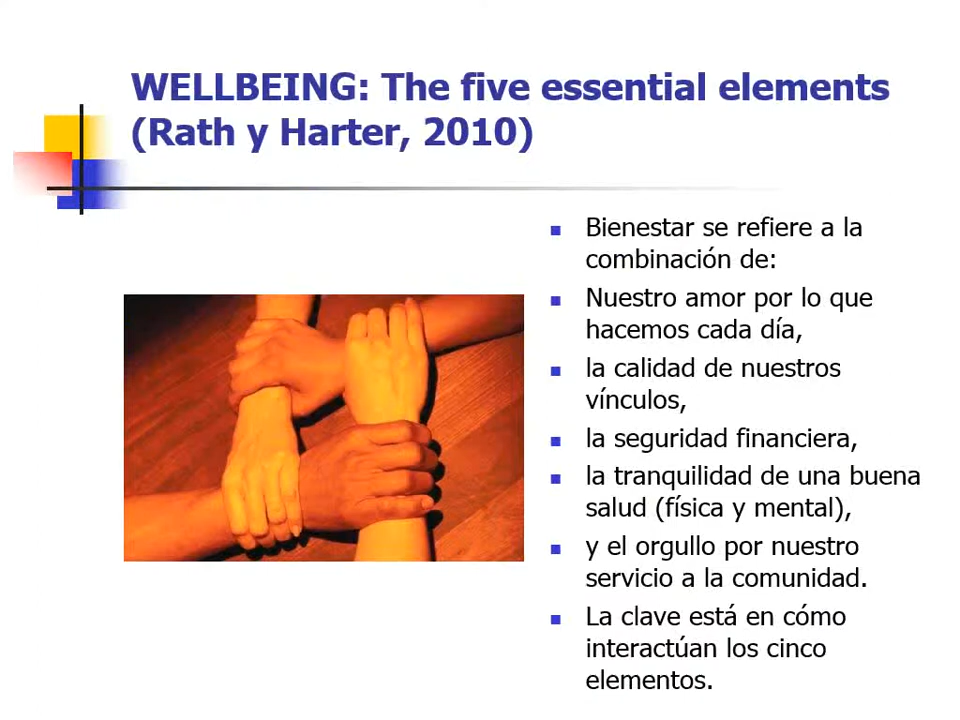 WELLBEING: The five essential elements
(Rath y Harter, 2010)
Bienestar se refiere a la
combinación de:
Nuestro amor por lo que
hacemos cada día,
la calidad de nuestros
vínculos,
la seguridad financiera,
la tranquilidad de una buena
salud (física y mental),
y el orgullo por nuestro
servicio a la comunidad.
La clave está en cómo
interactúan los cinco
elementos.